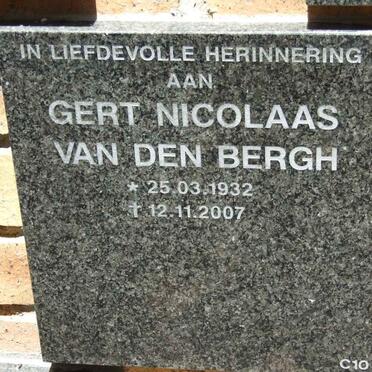 IN LIEFDEVOLLE HERINNERING
AAN
GERT NICOLAAS
VAN DEN BERGH
* 25.03.1932
† 12.11.2007
C10